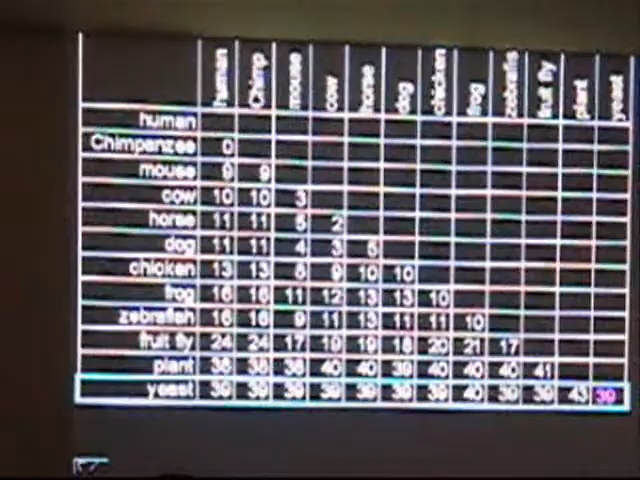 human Chimp mouse cow horse dog chicken frog zebrafis fruit fly plant yeast
human
Chimpanzee 0
mouse 9 9
cow 10 10 3
horse 11 11 5 2
dog 11 11 4 3 5
chicken 13 13 8 9 10 10
frog 16 16 11 12 13 13 10
zebrafish 16 16 9 11 13 11 11 10
fruit fly 24 24 17 19 19 18 20 21 17
plant 38 38 38 40 40 39 40 40 40 41
yeast 39 39 39 39 39 39 39 40 39 39 43 39